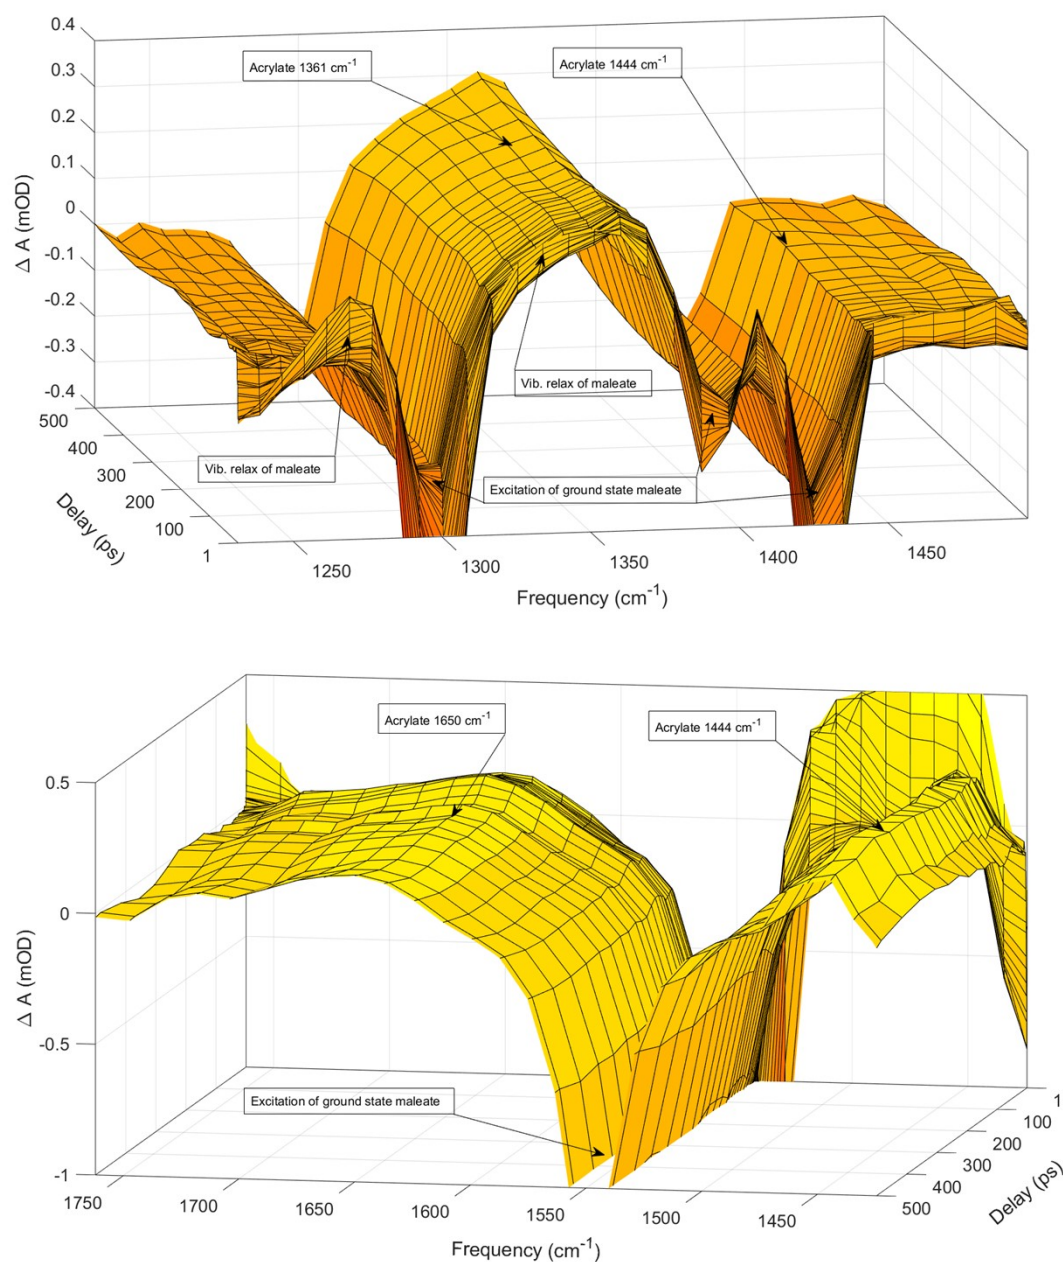 0.4
0.3
0.2
0.1
0
-0.1
-0.2
-0.3
-0.4
Δ A (mOD)
Acrylate 1361 cm-1
Acrylate 1444 cm-1
Vib. relax of maleate
Vib. relax of maleate
Excitation of ground state maleate
500
400
300
200
100
1
Delay (ps)
1250
1300
1350
1400
1450
Frequency (cm-1)
Acrylate 1650 cm-1
Acrylate 1444 cm-1
0.5
0
-0.5
-1
Δ A (mOD)
Excitation of ground state maleate
1750
1700
1650
1600
1550
1500
1450
Frequency (cm-1)
1
100
200
300
400
500
Delay (ps)